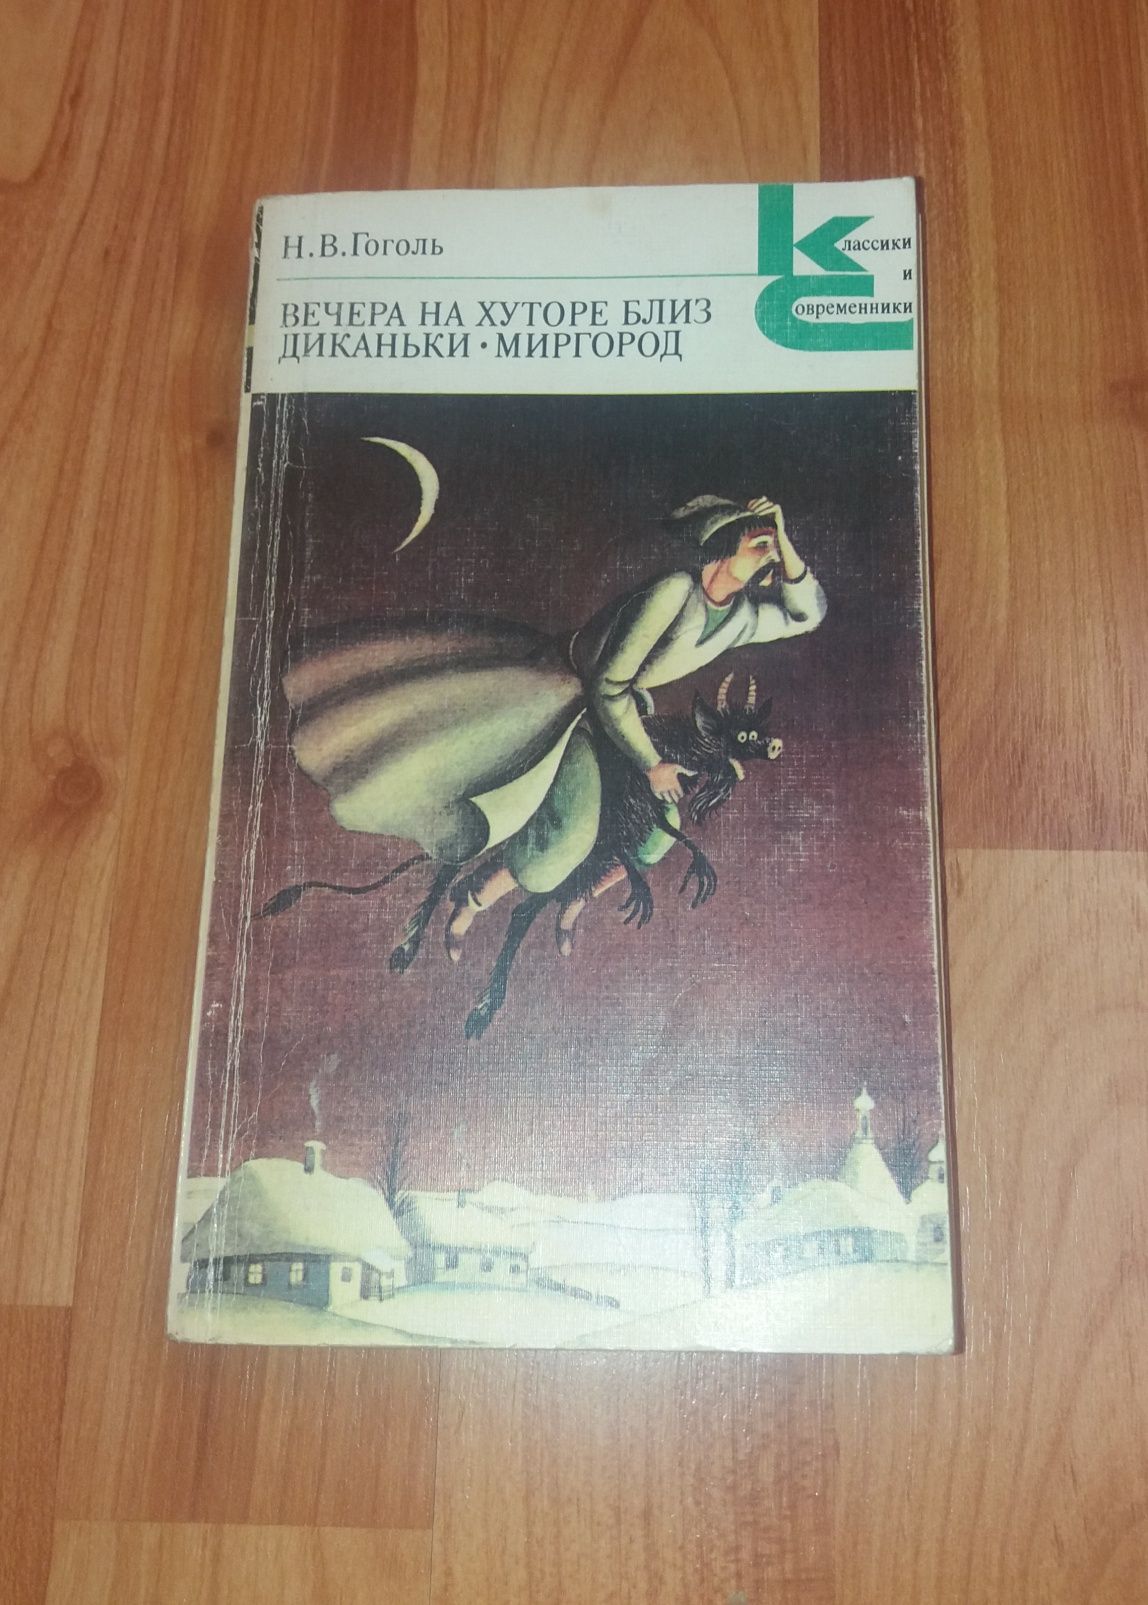 Н.В.Гоголь
ВЕЧЕРА НА ХУТОРЕ БЛИЗ
ДИКАНЬКИ • МИРГОРОД
Классики
и
Современники